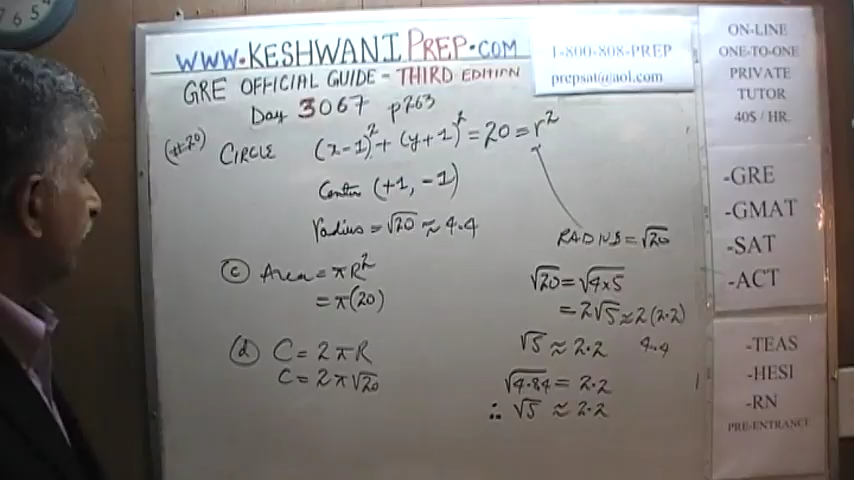 WWW.KESHWANIPREP.COM
GRE OFFICIAL GUIDE - THIRD EDITION
Day 3067 p263
(#20) CIRCLE (x-1)²+(y+1)²=20=r²
Center (+1, -1)
radius = √20 ≈ 4.4
(c) Area = πR²
= π(20)
(d) C = 2πR
C = 2π√20
RADIUS = √20
√20 = √4×5
= 2√5 ≈ 2(2.2)
√5 ≈ 2.2 4.4
√4.84 = 2.2
∴ √5 ≈ 2.2
1-800-808-PREP
prepsat@aol.com
ON-LINE
ONE-TO-ONE
PRIVATE
TUTOR
40$ / HR.
-GRE
-GMAT
-SAT
-ACT
-TEAS
-HESI
-RN
PRE-ENTRANCE
7 6 5 4